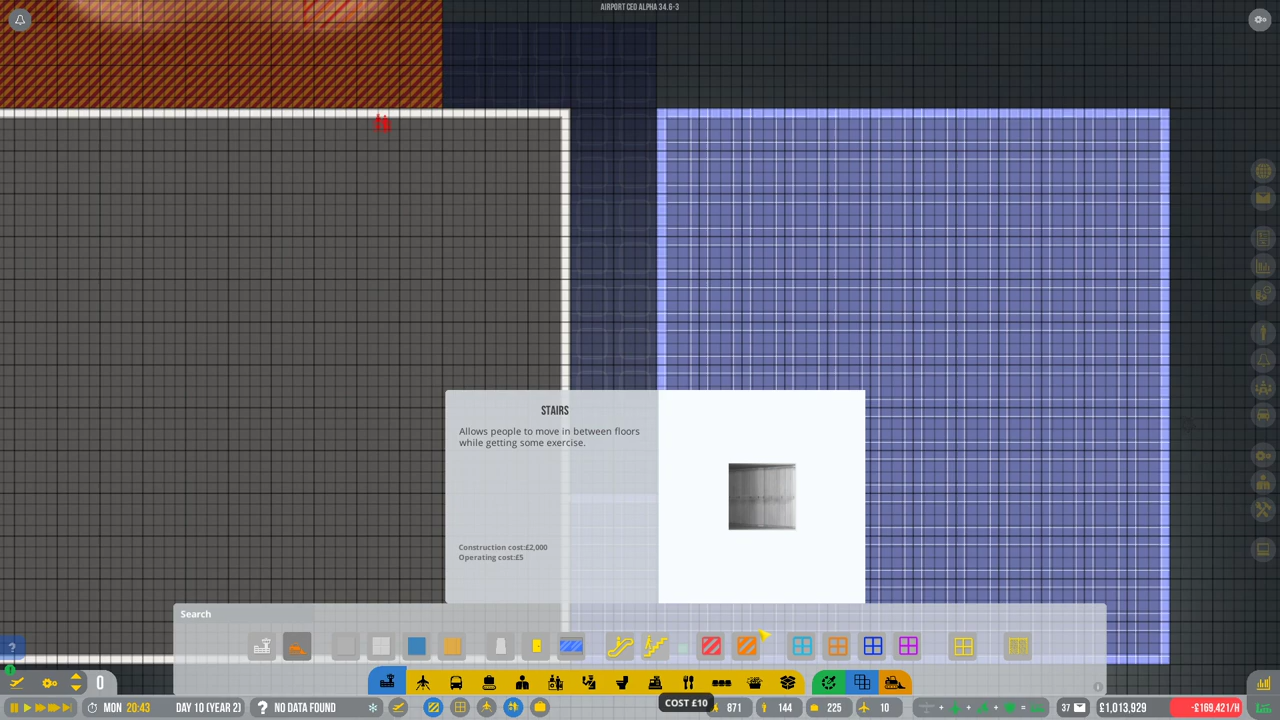 AIRPORT CEO ALPHA 34.6-3
STAIRS
Allows people to move in between floors
while getting some exercise.
Construction cost:£2,000
Operating cost:£5
Search
?
0
COST £10
MON 20:43
DAY 10 (YEAR 2)
? NO DATA FOUND
871
144
225
10
37
£1,013,929
-£169,421/H